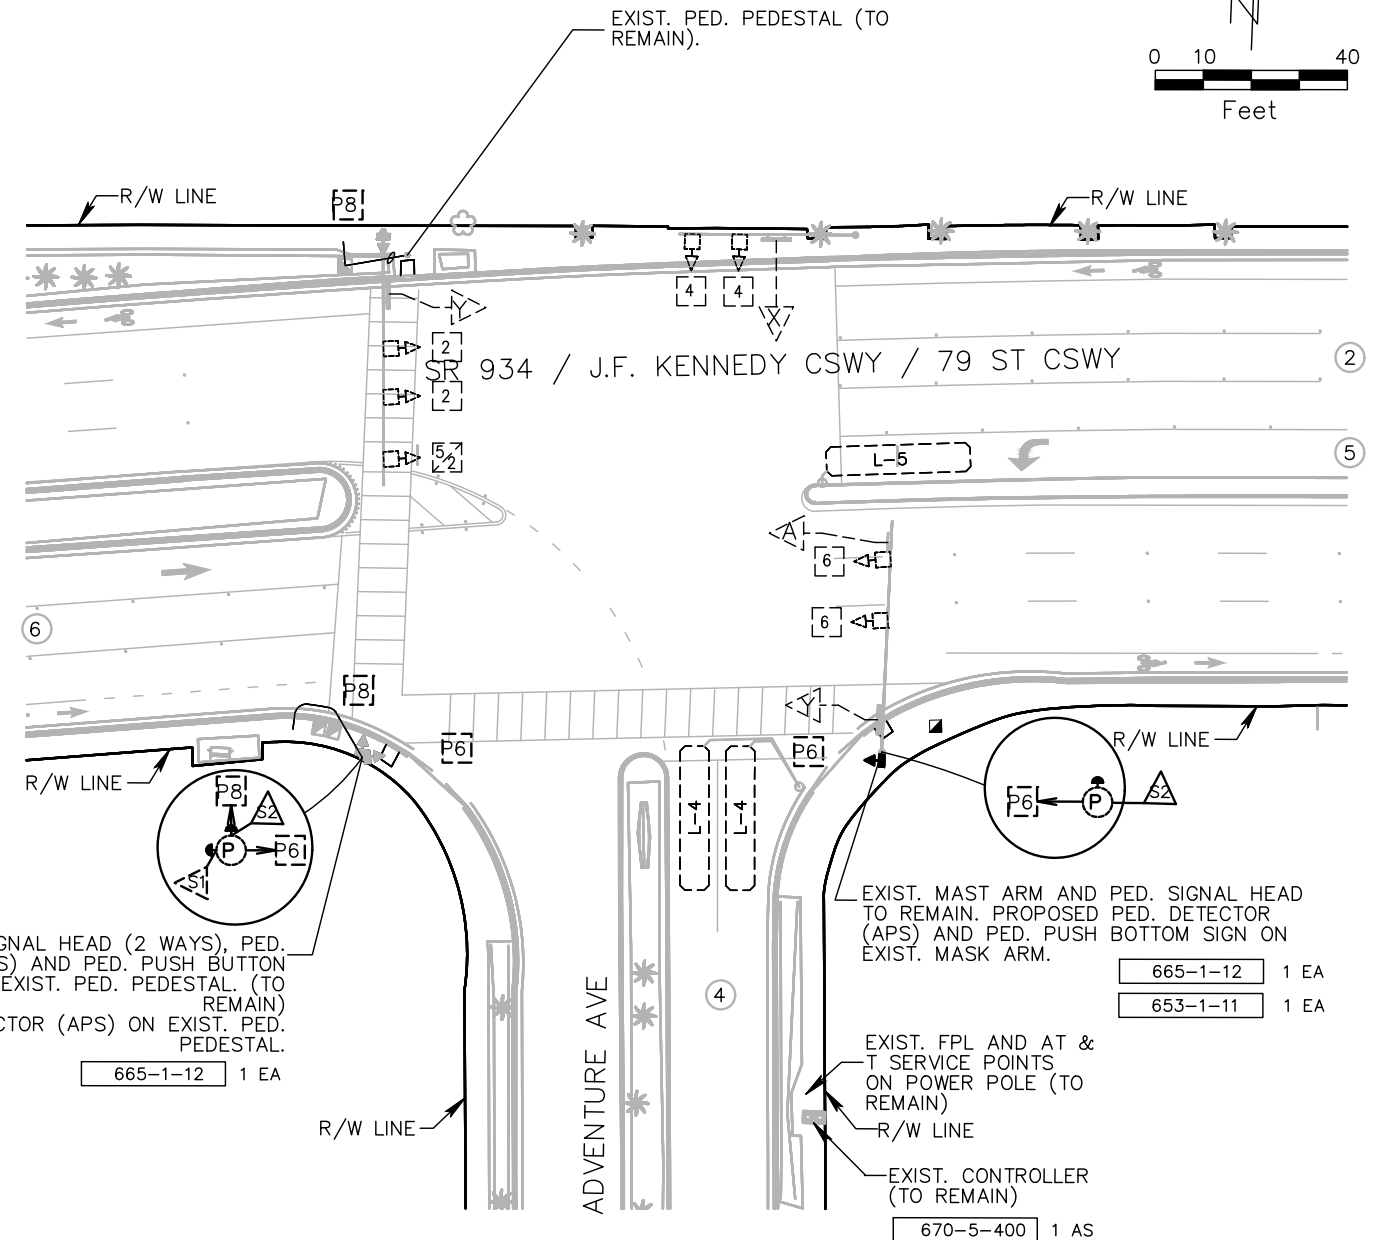 EXIST. PED. PEDESTAL (TO
REMAIN).
N
0 10 40
Feet
R/W LINE
P8
R/W LINE
4
4
Y
X
2
SR 934 / J.F. KENNEDY CSWY / 79 ST CSWY
2
2
5/2
L-5
5
A
6
6
6
P8
Y
P6
P6
R/W LINE
R/W LINE
P8
S2
P
P6
S1
P6
P
S2
L-4
L-4
EXIST. MAST ARM AND PED. SIGNAL HEAD
TO REMAIN. PROPOSED PED. DETECTOR
(APS) AND PED. PUSH BOTTOM SIGN ON
EXIST. MASK ARM.
665-1-12 1 EA
653-1-11 1 EA
GNAL HEAD (2 WAYS), PED.
S) AND PED. PUSH BUTTON
EXIST. PED. PEDESTAL. (TO
REMAIN)
CTOR (APS) ON EXIST. PED.
PEDESTAL.
665-1-12 1 EA
4
ADVENTURE AVE
EXIST. FPL AND AT &
T SERVICE POINTS
ON POWER POLE (TO
REMAIN)
R/W LINE
R/W LINE
EXIST. CONTROLLER
(TO REMAIN)
670-5-400 1 AS